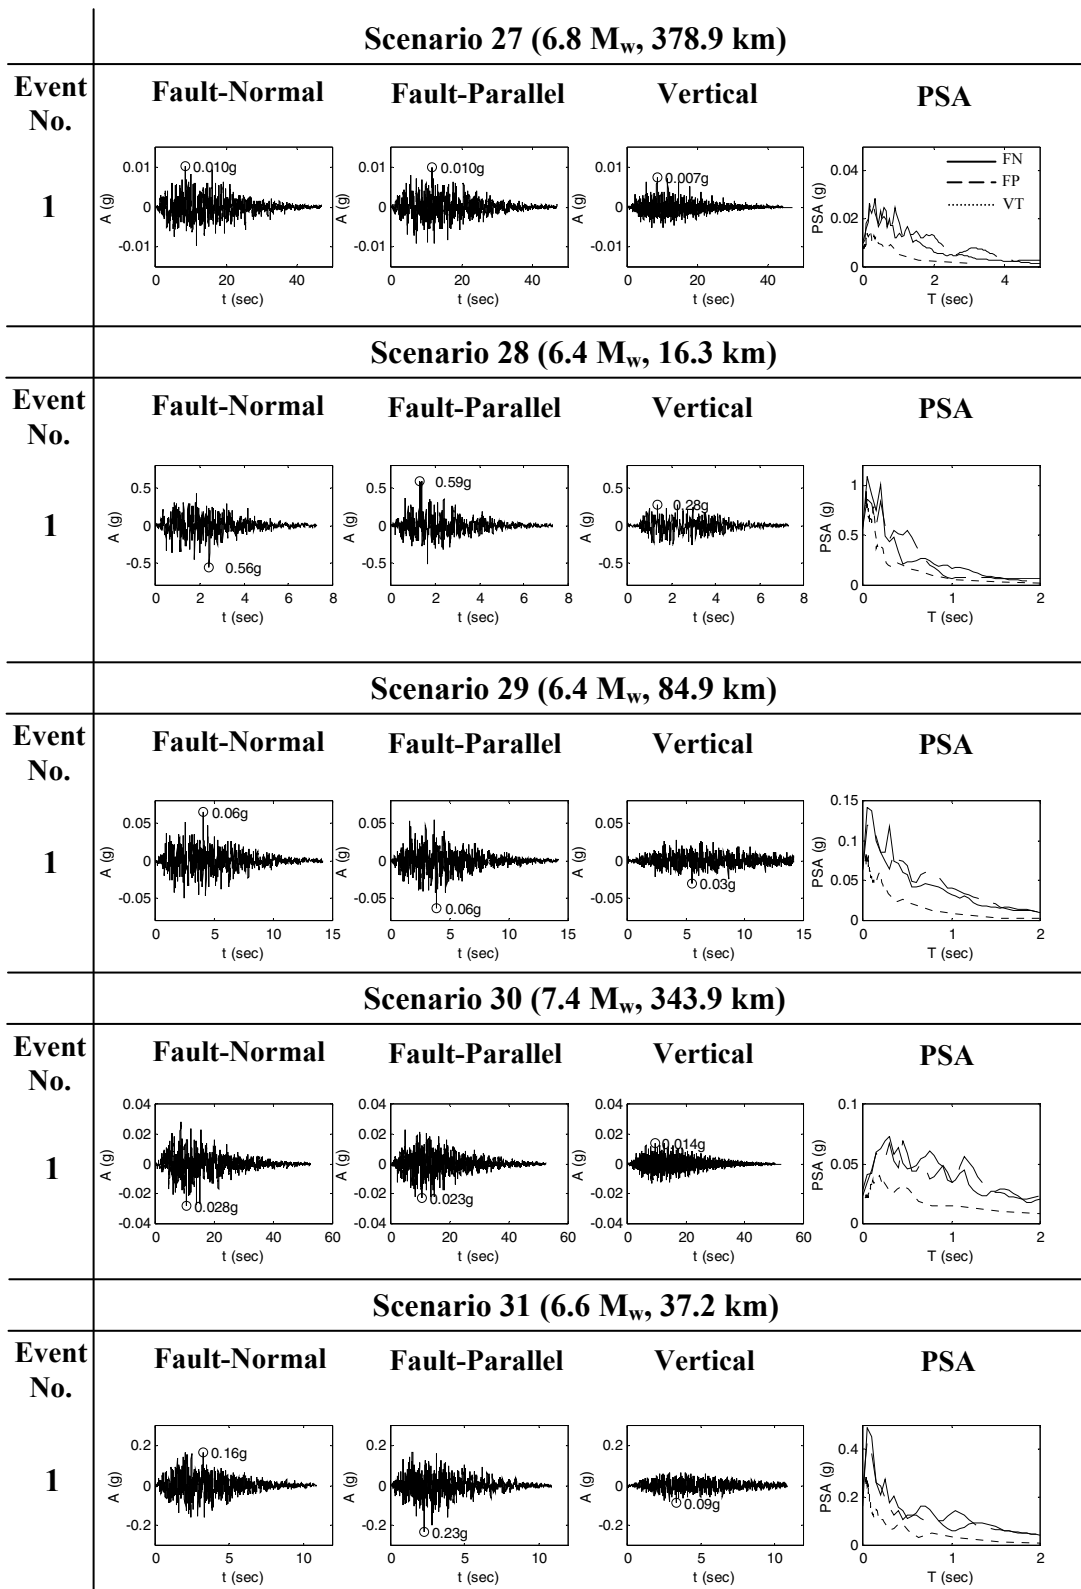 Scenario 27 (6.8 Mw, 378.9 km)
Event No. Fault-Normal Fault-Parallel Vertical PSA
1
A (g) 0.01 0 -0.01 0.010g 0 20 40 t (sec)
A (g) 0.01 0 -0.01 0.010g 0 20 40 t (sec)
A (g) 0.01 0 -0.01 0.007g 0 20 40 t (sec)
PSA (g) 0.04 0.02 0 FN FP VT 0 2 4 T (sec)
Scenario 28 (6.4 Mw, 16.3 km)
Event No. Fault-Normal Fault-Parallel Vertical PSA
1
A (g) 0.5 0 -0.5 0.56g 0 2 4 6 8 t (sec)
A (g) 0.5 0 -0.5 0.59g 0 2 4 6 8 t (sec)
A (g) 0.5 0 -0.5 0.28g 0 2 4 6 8 t (sec)
PSA (g) 1 0.5 0 0 1 2 T (sec)
Scenario 29 (6.4 Mw, 84.9 km)
Event No. Fault-Normal Fault-Parallel Vertical PSA
1
A (g) 0.05 0 -0.05 0.06g 0 5 10 15 t (sec)
A (g) 0.05 0 -0.05 0.06g 0 5 10 15 t (sec)
A (g) 0.05 0 -0.05 0.03g 0 5 10 15 t (sec)
PSA (g) 0.15 0.1 0.05 0 0 1 2 T (sec)
Scenario 30 (7.4 Mw, 343.9 km)
Event No. Fault-Normal Fault-Parallel Vertical PSA
1
A (g) 0.04 0.02 0 -0.02 -0.04 0.028g 0 20 40 60 t (sec)
A (g) 0.04 0.02 0 -0.02 -0.04 0.023g 0 20 40 60 t (sec)
A (g) 0.04 0.02 0 -0.02 -0.04 0.014g 0 20 40 60 t (sec)
PSA (g) 0.1 0.05 0 0 1 2 T (sec)
Scenario 31 (6.6 Mw, 37.2 km)
Event No. Fault-Normal Fault-Parallel Vertical PSA
1
A (g) 0.2 0 -0.2 0.16g 0 5 10 t (sec)
A (g) 0.2 0 -0.2 0.23g 0 5 10 t (sec)
A (g) 0.2 0 -0.2 0.09g 0 5 10 t (sec)
PSA (g) 0.4 0.2 0 0 1 2 T (sec)